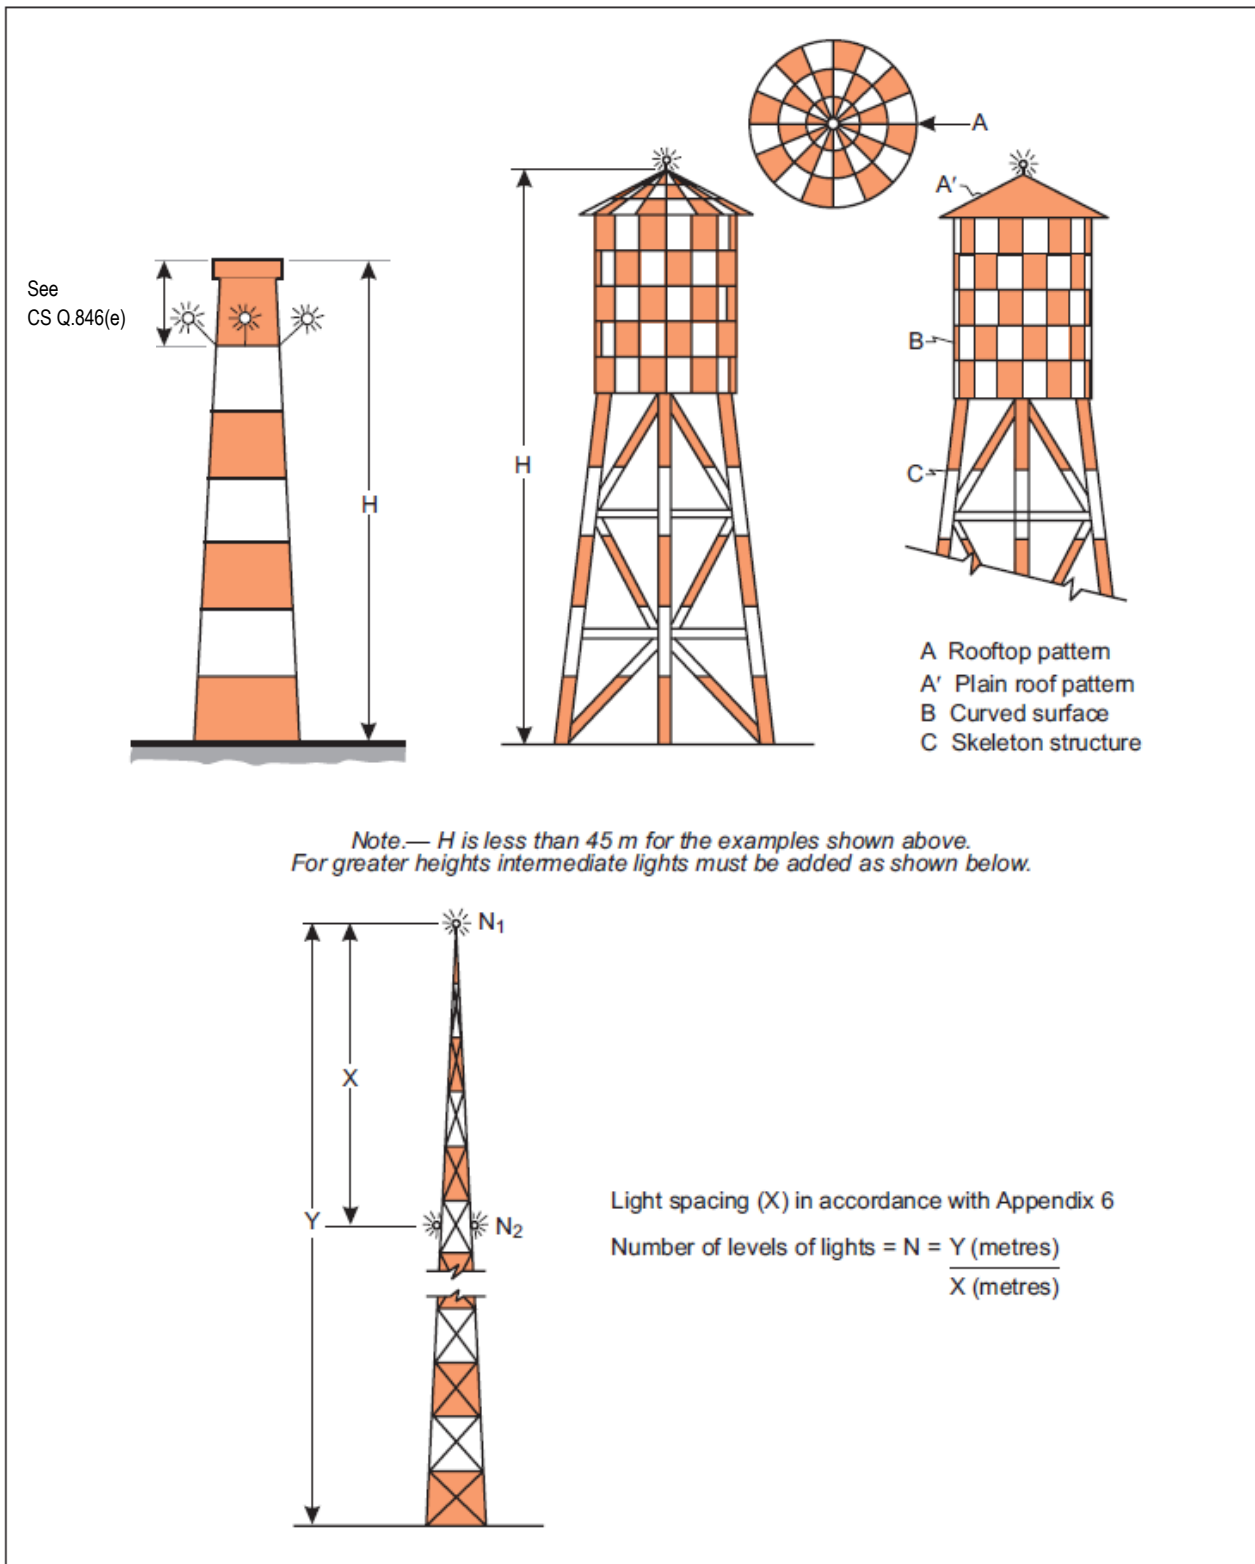 A
A′
See
CS Q.846(e)
B
H
H
C
A Rooftop pattern
A′ Plain roof pattern
B Curved surface
C Skeleton structure
Note.— H is less than 45 m for the examples shown above.
For greater heights intermediate lights must be added as shown below.
N1
X
Y
N2
Light spacing (X) in accordance with Appendix 6
Number of levels of lights = N = Y (metres)
X (metres)